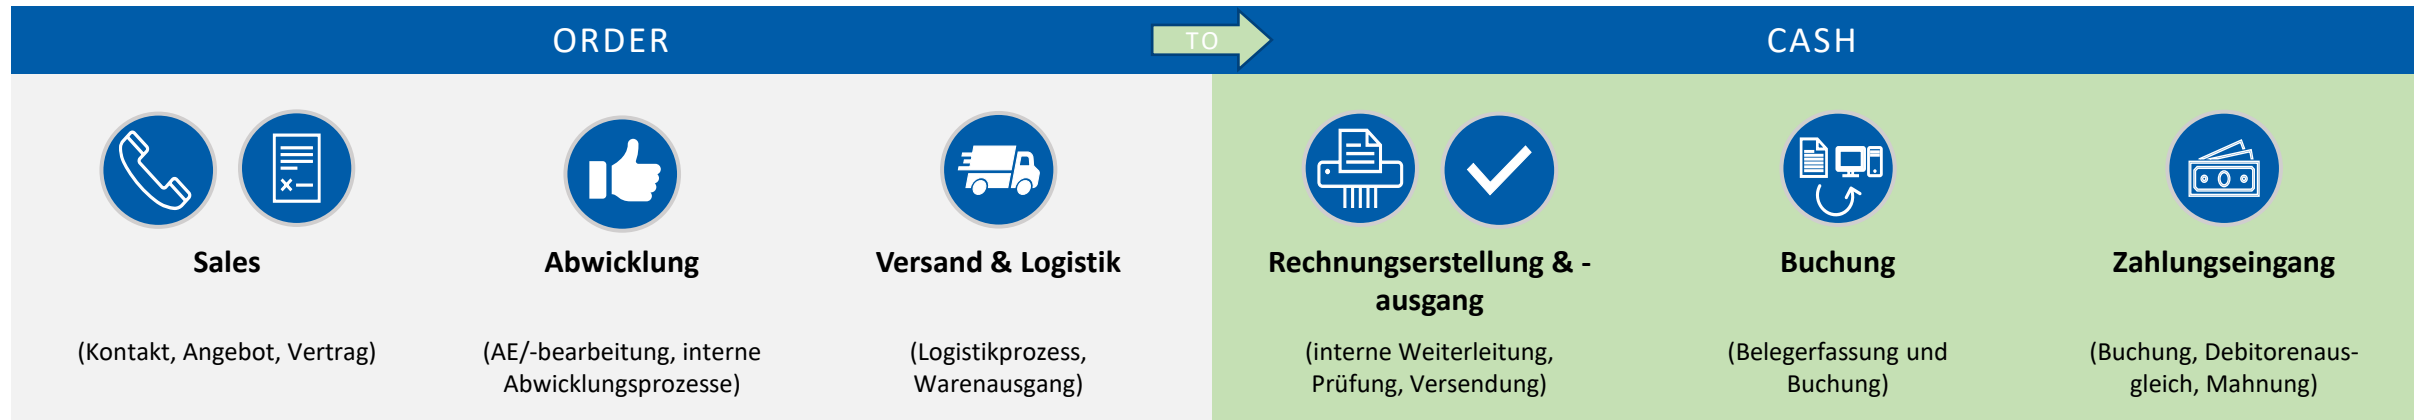 ORDER
TO
CASH
Sales
(Kontakt, Angebot, Vertrag)
Abwicklung
(AE/-bearbeitung, interne
Abwicklungsprozesse)
Versand & Logistik
(Logistikprozess,
Warenausgang)
Rechnungserstellung & -
ausgang
(interne Weiterleitung,
Prüfung, Versendung)
Buchung
(Belegerfassung und
Buchung)
Zahlungseingang
(Buchung, Debitorenaus-
gleich, Mahnung)